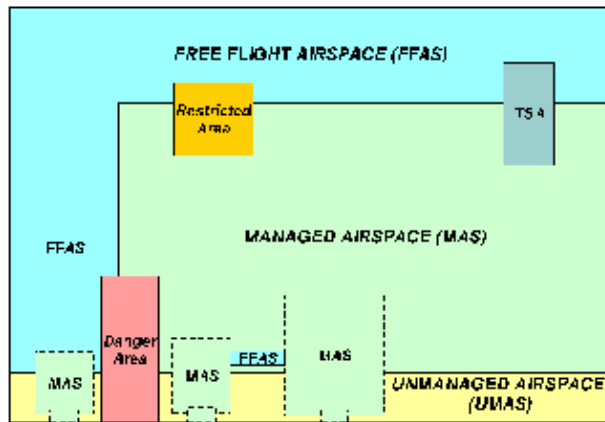 FREE FLIGHT AIRSPACE (FFAS)
Restricted
Area
TSA
FFAS
MANAGED AIRSPACE (MAS)
Danger
Area
MAS
MAS
FFAS
MAS
UNMANAGED AIRSPACE
(UMAS)